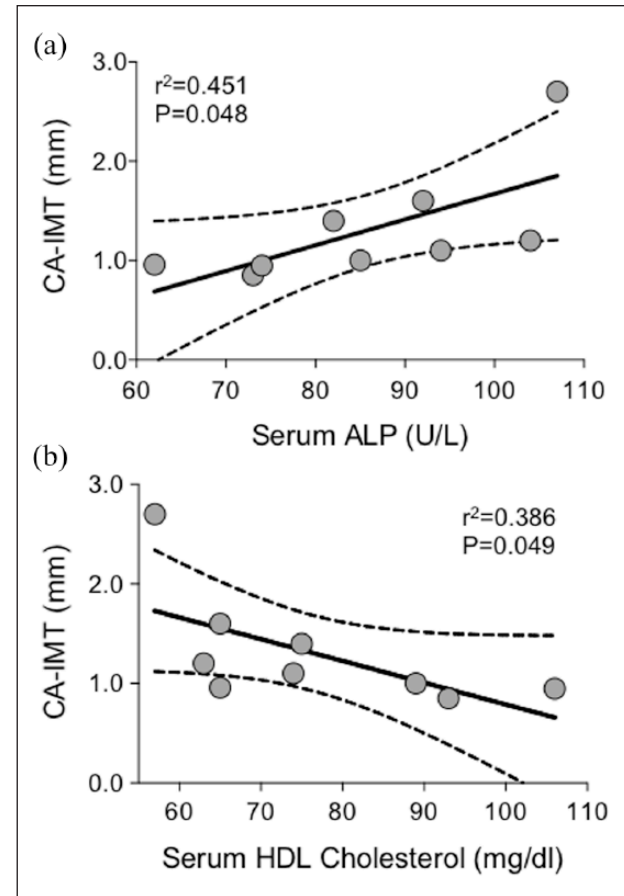 (a)
3.0
r²=0.451
P=0.048
2.0
CA-IMT (mm)
1.0
0.0
60 70 80 90 100 110
Serum ALP (U/L)
(b)
3.0
r²=0.386
P=0.049
2.0
CA-IMT (mm)
1.0
0.0
60 70 80 90 100 110
Serum HDL Cholesterol (mg/dl)